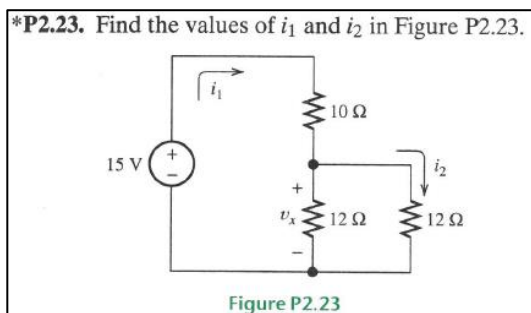 *P2.23. Find the values of i₁ and i₂ in Figure P2.23.
i₁
10 Ω
15 V
+
i₂
+
vₓ
12 Ω
12 Ω
−
Figure P2.23